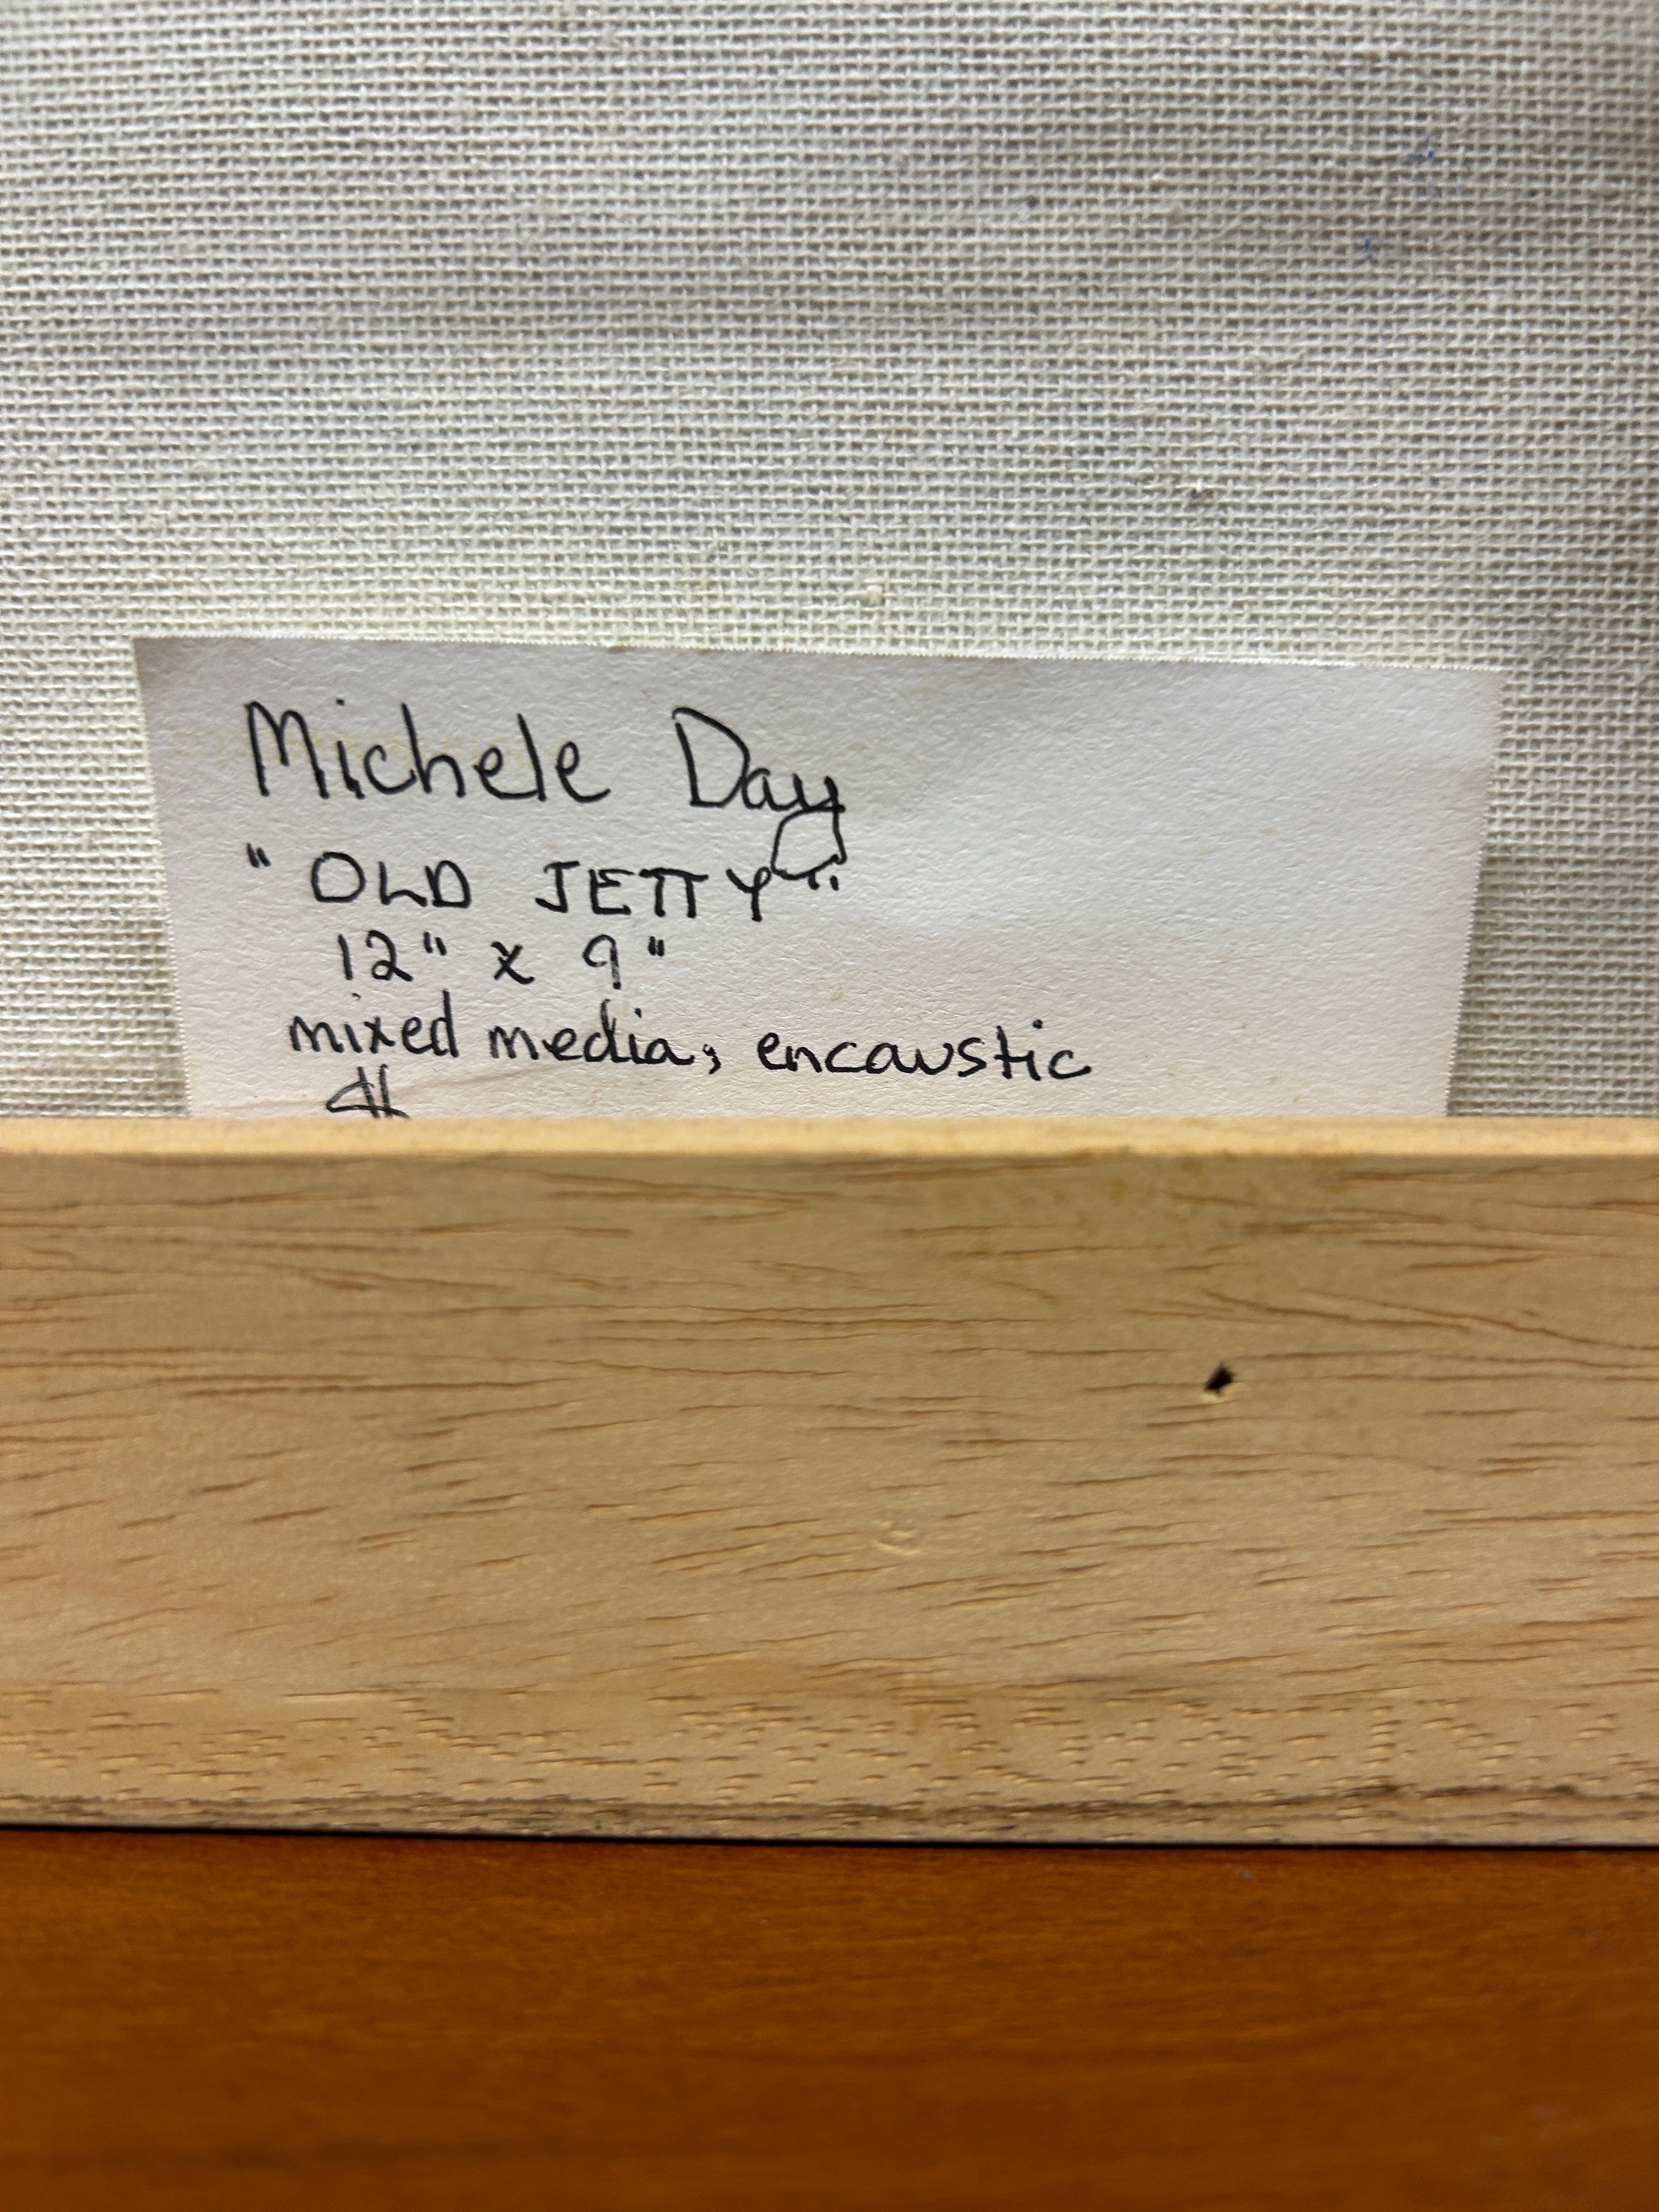 Michele Day
"OLD JETTY"
12" x 9"
mixed media, encaustic